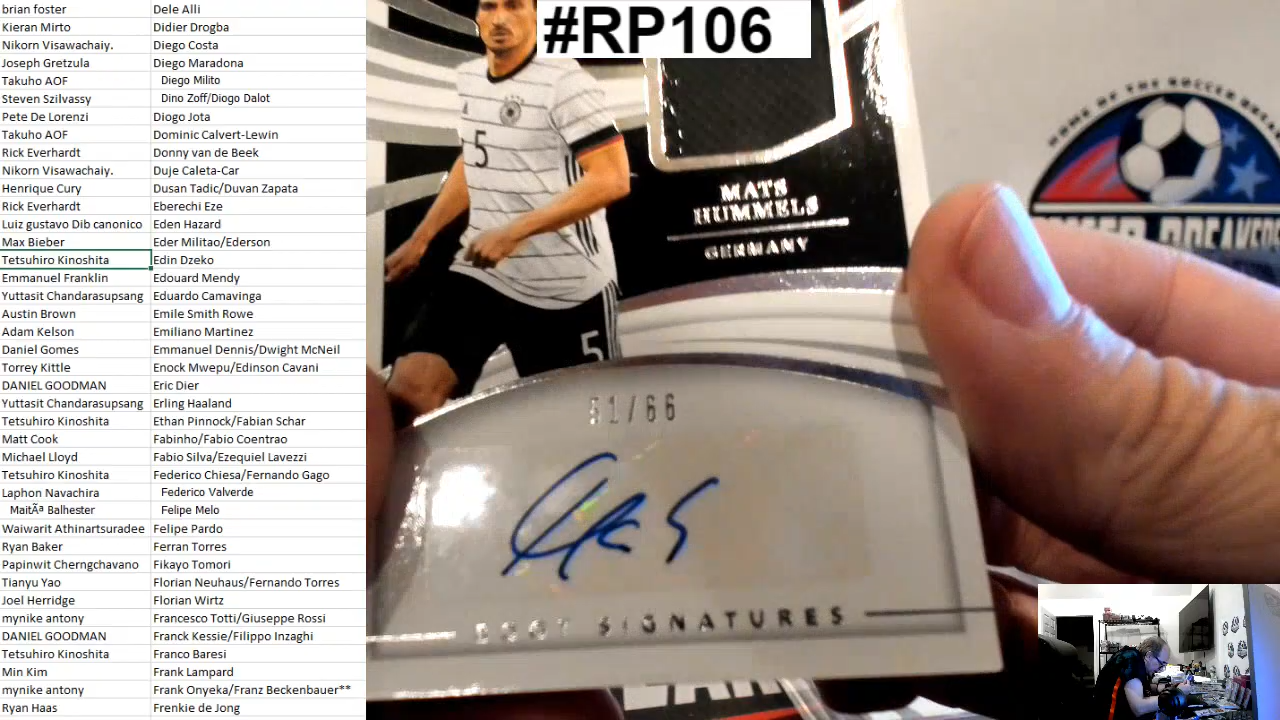 brian foster Dele Alli
Kieran Mirto Didier Drogba
Nikorn Visawachaiy. Diego Costa
Joseph Gretzula Diego Maradona
Takuho AOF Diego Milito
Steven Szilvassy Dino Zoff/Diogo Dalot
Pete De Lorenzi Diogo Jota
Takuho AOF Dominic Calvert-Lewin
Rick Everhardt Donny van de Beek
Nikorn Visawachaiy. Duje Caleta-Car
Henrique Cury Dusan Tadic/Duvan Zapata
Rick Everhardt Eberechi Eze
Luiz gustavo Dib canonico Eden Hazard
Max Bieber Eder Militao/Ederson
Tetsuhiro Kinoshita Edin Dzeko
Emmanuel Franklin Edouard Mendy
Yuttasit Chandarasupsang Eduardo Camavinga
Austin Brown Emile Smith Rowe
Adam Kelson Emiliano Martinez
Daniel Gomes Emmanuel Dennis/Dwight McNeil
Torrey Kittle Enock Mwepu/Edinson Cavani
DANIEL GOODMAN Eric Dier
Yuttasit Chandarasupsang Erling Haaland
Tetsuhiro Kinoshita Ethan Pinnock/Fabian Schar
Matt Cook Fabinho/Fabio Coentrao
Michael Lloyd Fabio Silva/Ezequiel Lavezzi
Tetsuhiro Kinoshita Federico Chiesa/Fernando Gago
Laphon Navachira Federico Valverde
MaitÃª Balhester Felipe Melo
Waiwarit Athinartsuradee Felipe Pardo
Ryan Baker Ferran Torres
Papinwit Cherngchavano Fikayo Tomori
Tianyu Yao Florian Neuhaus/Fernando Torres
Joel Herridge Florian Wirtz
mynike antony Francesco Totti/Giuseppe Rossi
DANIEL GOODMAN Franck Kessie/Filippo Inzaghi
Tetsuhiro Kinoshita Franco Baresi
Min Kim Frank Lampard
mynike antony Frank Onyeka/Franz Beckenbauer**
Ryan Haas Frenkie de Jong
#RP106
5
MATS
HUMMELS
GERMANY
5
51/66
SIGNATURES
HOME OF THE SOCCER
BREAKERS